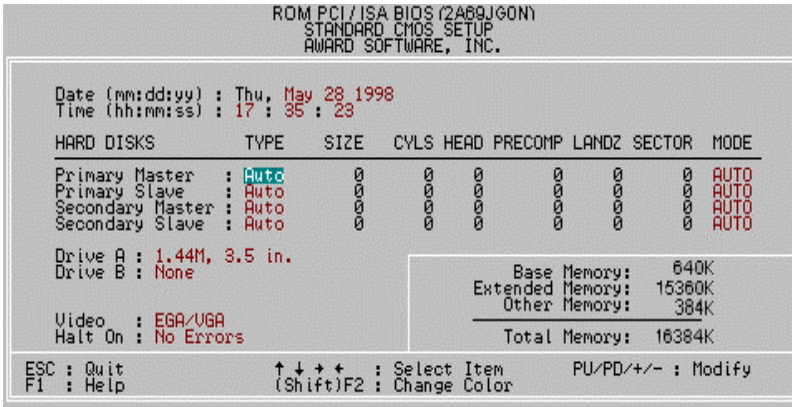 ROM PCI/ISA BIOS (2A69JG0N)
STANDARD CMOS SETUP
AWARD SOFTWARE, INC.
Date (mm:dd:yy) : Thu, May 28 1998
Time (hh:mm:ss) : 17 : 35 : 23
HARD DISKS TYPE SIZE CYLS HEAD PRECOMP LANDZ SECTOR MODE
Primary Master : Auto 0 0 0 0 0 0 AUTO
Primary Slave : Auto 0 0 0 0 0 0 AUTO
Secondary Master : Auto 0 0 0 0 0 0 AUTO
Secondary Slave : Auto 0 0 0 0 0 0 AUTO
Drive A : 1.44M, 3.5 in.
Drive B : None
Base Memory: 640K
Extended Memory: 15360K
Other Memory: 384K
Video : EGA/VGA
Halt On : No Errors
Total Memory: 16384K
ESC : Quit ↑ ↓ → ← : Select Item PU/PD/+/- : Modify
F1 : Help (Shift)F2 : Change Color